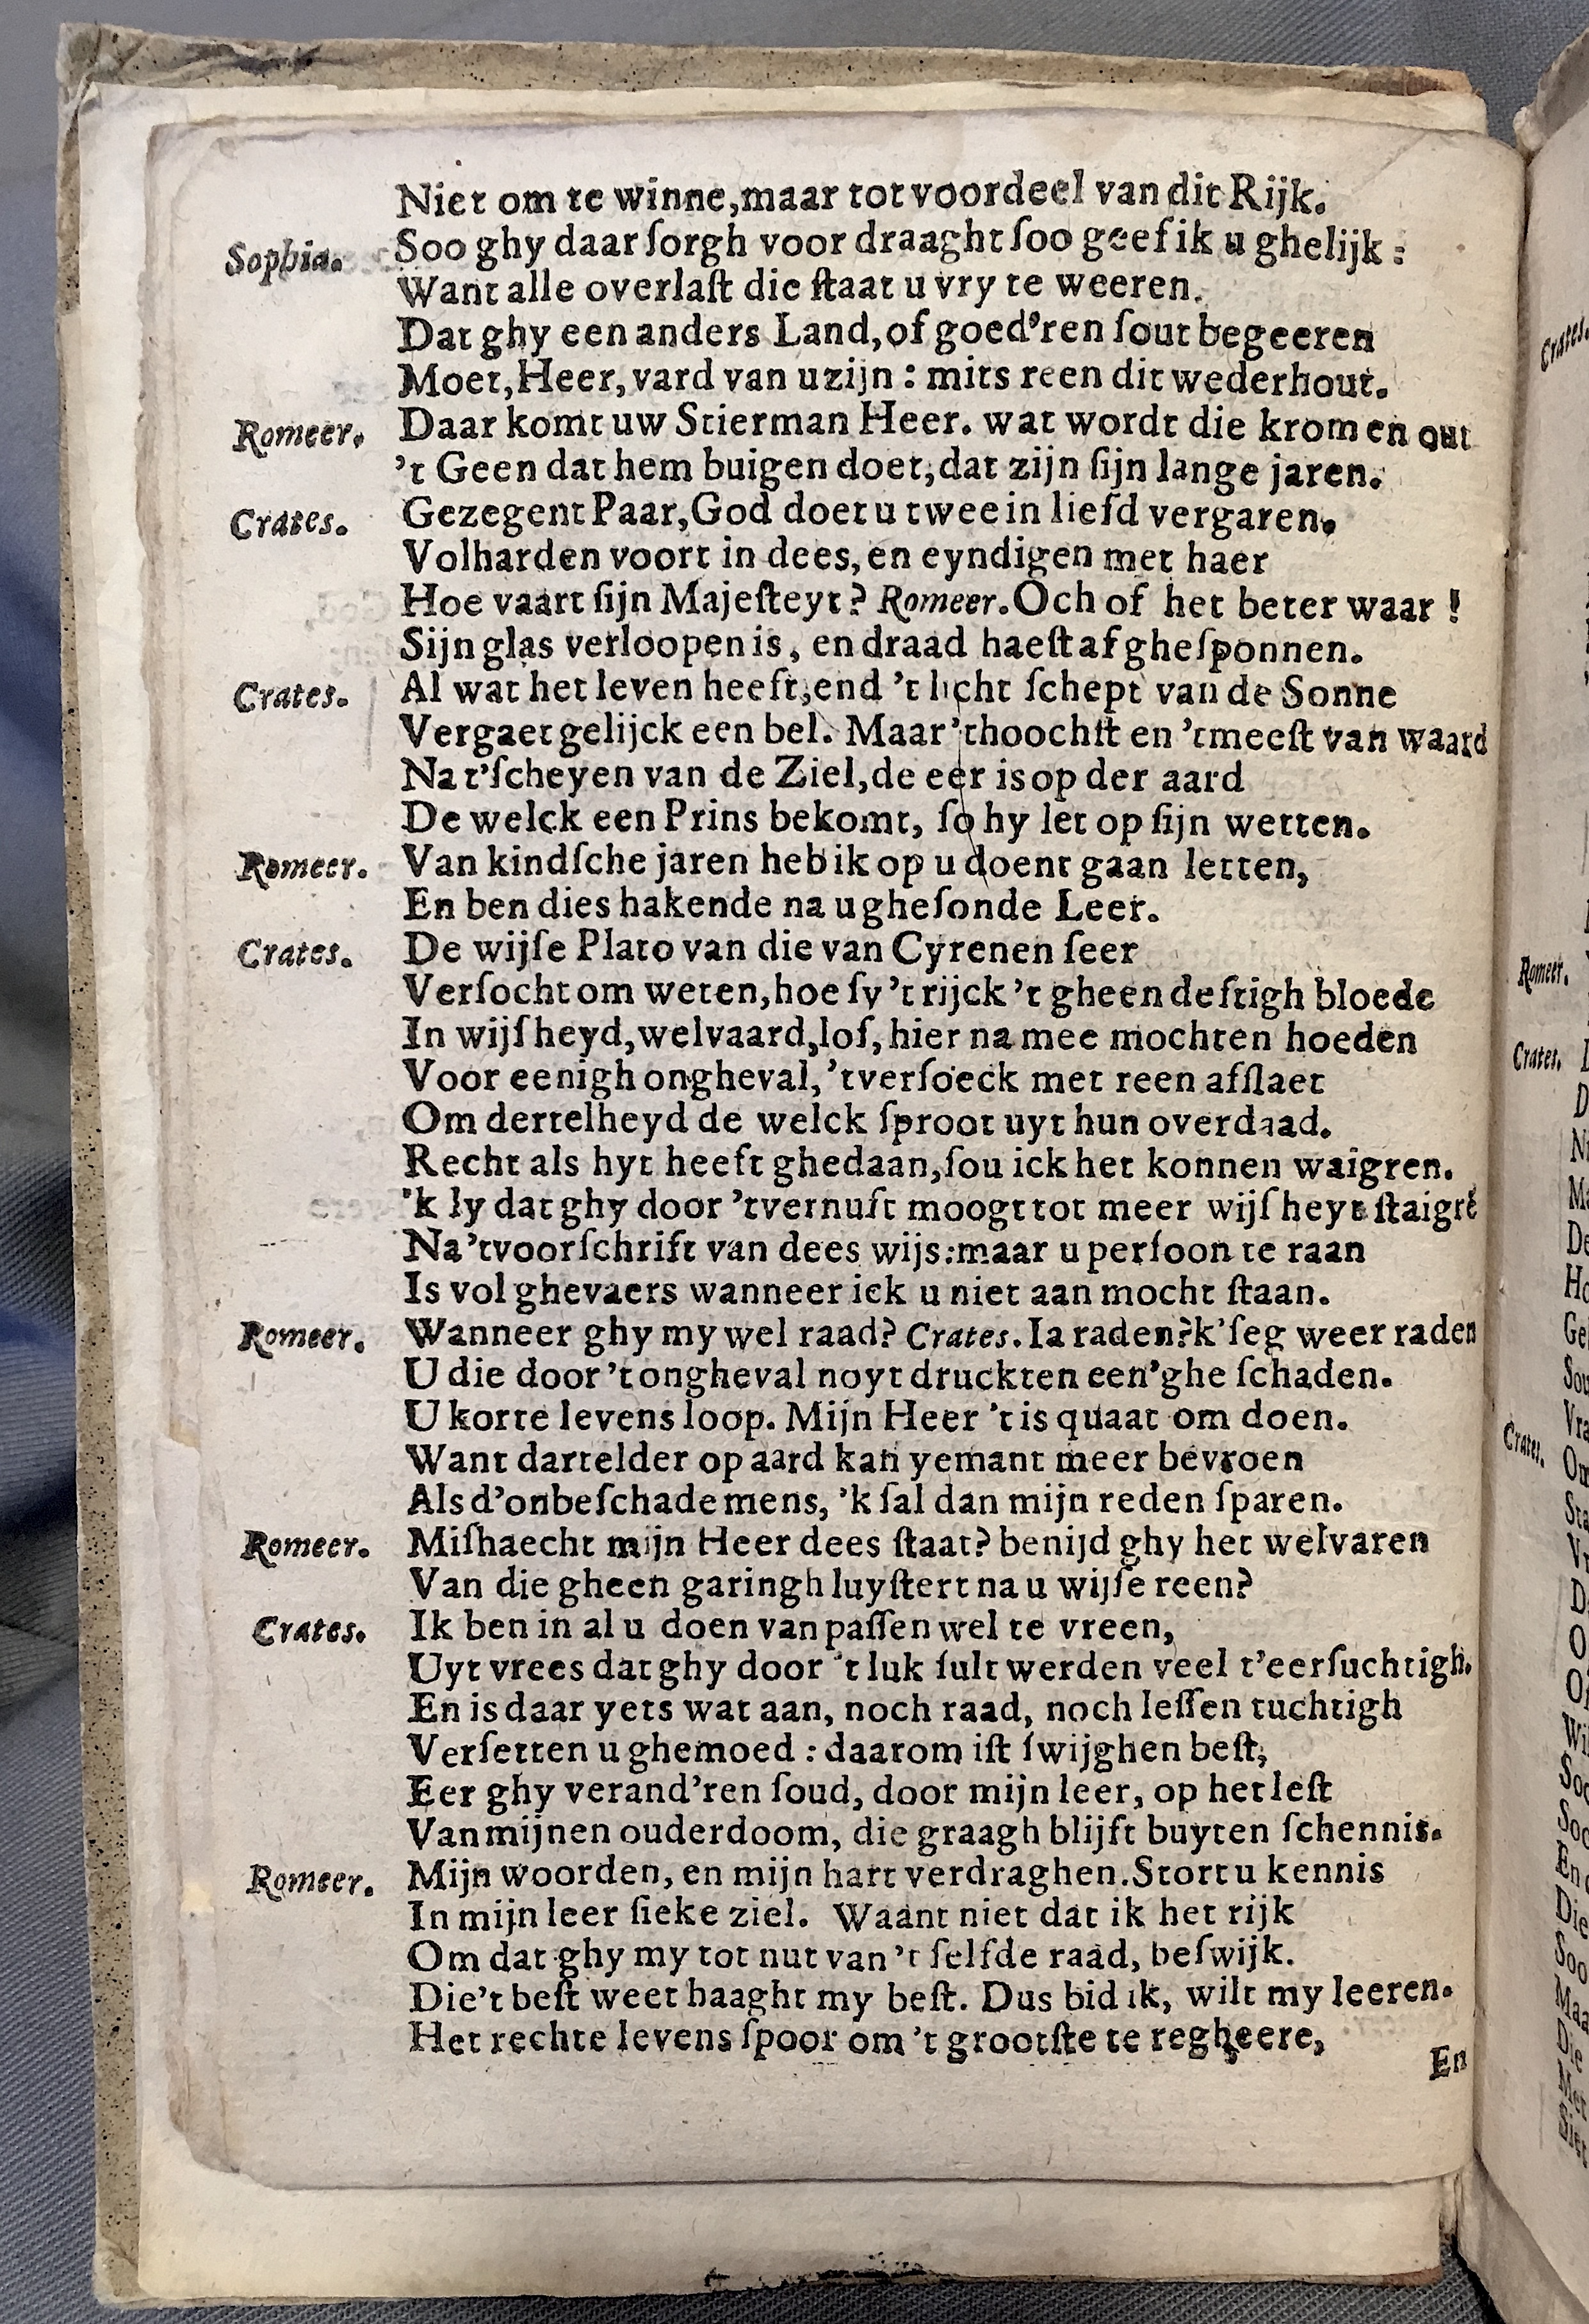 Niet om te winne,maar tot voordeel van dit Rijk.
Sophia. Soo ghy daar ſorgh voor draaght ſoo geef ik u ghelijk:
Want alle overlaſt die ſtaat u vry te weeren.
Dat ghy een anders Land,of goed'ren ſout begeeren
Moet,Heer, vard van u zijn : mits reen dit wederhout.
Romeer. Daar komt uw Stierman Heer. wat wordt die krom en out
't Geen dat hem buigen doet,dat zijn ſijn lange jaren.
Crates. Gezegent Paar,God doet u twee in liefd vergaren.
Volharden voort in dees,en eyndigen met haer
Hoe vaart ſijn Majeſteyt? Romeer.Och of het beter waar !
Sijn glas verloopen is, en draad haeſt af gheſponnen.
Crates. Al wat het leven heeft,end 't licht ſchept van de Sonne
Vergaet gelijck een bel. Maar 't hoochſt en 't meeſt van waard
Na t'ſcheyen van de Ziel,de eer is op der aard
De welck een Prins bekomt, ſo hy let op ſijn wetten.
Romeer. Van kindſche jaren heb ik op u doent gaan letten,
En ben dies hakende na u gheſonde Leer.
Crates. De wijſe Plato van die van Cyrenen ſeer
Verſocht om weten,hoe ſy 't rijck 't gheen deftigh bloede
In wijſheyd,welvaard,lof,hier na mee mochten hoeden
Voor eenigh ongheval,'t verſoeck met reen afſlaet
Om dertelheyd de welck ſproot uyt hun overdaad.
Recht als hyt heeft ghedaan,ſou ick het konnen waigren.
'k ly dat ghy door 't vernuft moogt tot meer wijſheyt ſtaigrē
Na 't voorſchrift van dees wijs:maar u perſoon te raan
Is vol ghevaers wanneer ick u niet aan mocht ſtaan.
Romeer. Wanneer ghy my wel raad? Crates. Ia raden?k'ſeg weer raden
U die door 't ongheval noyt druckten een'ghe ſchaden.
U korte levens loop. Mijn Heer 't is quaat om doen.
Want dartelder op aard kan yemant meer bevroen
Als d'onbeſchade mens, 'k ſal dan mijn reden ſparen.
Romeer. Miſhaecht mijn Heer dees ſtaat? benijd ghy het welvaren
Van die gheen garingh luyſtert na u wijſe reen?
Crates. Ik ben in al u doen van paſſen wel te vreen,
Uyt vrees dat ghy door 't luk ſult werden veel t'eerſuchtigh.
En is daar yets wat aan, noch raad, noch leſſen tuchtigh
Verſetten u ghemoed : daarom iſt ſwijghen beſt,
Eer ghy verand'ren ſoud, door mijn leer, op het leſt
Van mijnen ouderdoom, die graagh blijft buyten ſchennis.
Romeer. Mijn woorden, en mijn hart verdraghen.Stort u kennis
In mijn leer ſieke ziel. Waant niet dat ik het rijk
Om dat ghy my tot nut van 't ſelfde raad, beſwijk.
Die't beſt weet haaght my beſt. Dus bid ik, wilt my leeren.
Het rechte levens ſpoor om 't grootſte te regheere,
En
Crates.
Romeer.
Crates.
Crates.